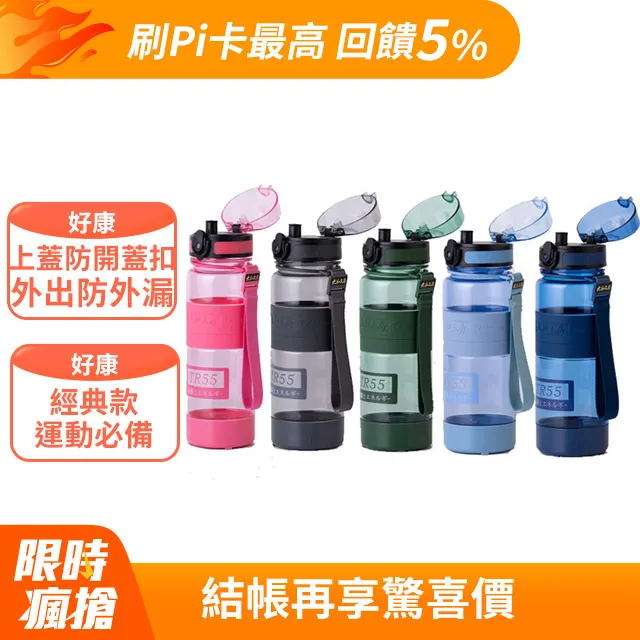 刷Pi卡最高 回饋5%
好康
上蓋防開蓋扣
外出防外漏
好康
經典款
運動必備
TR55
TR55
TR55
TR55
限時
瘋搶
結帳再享驚喜價